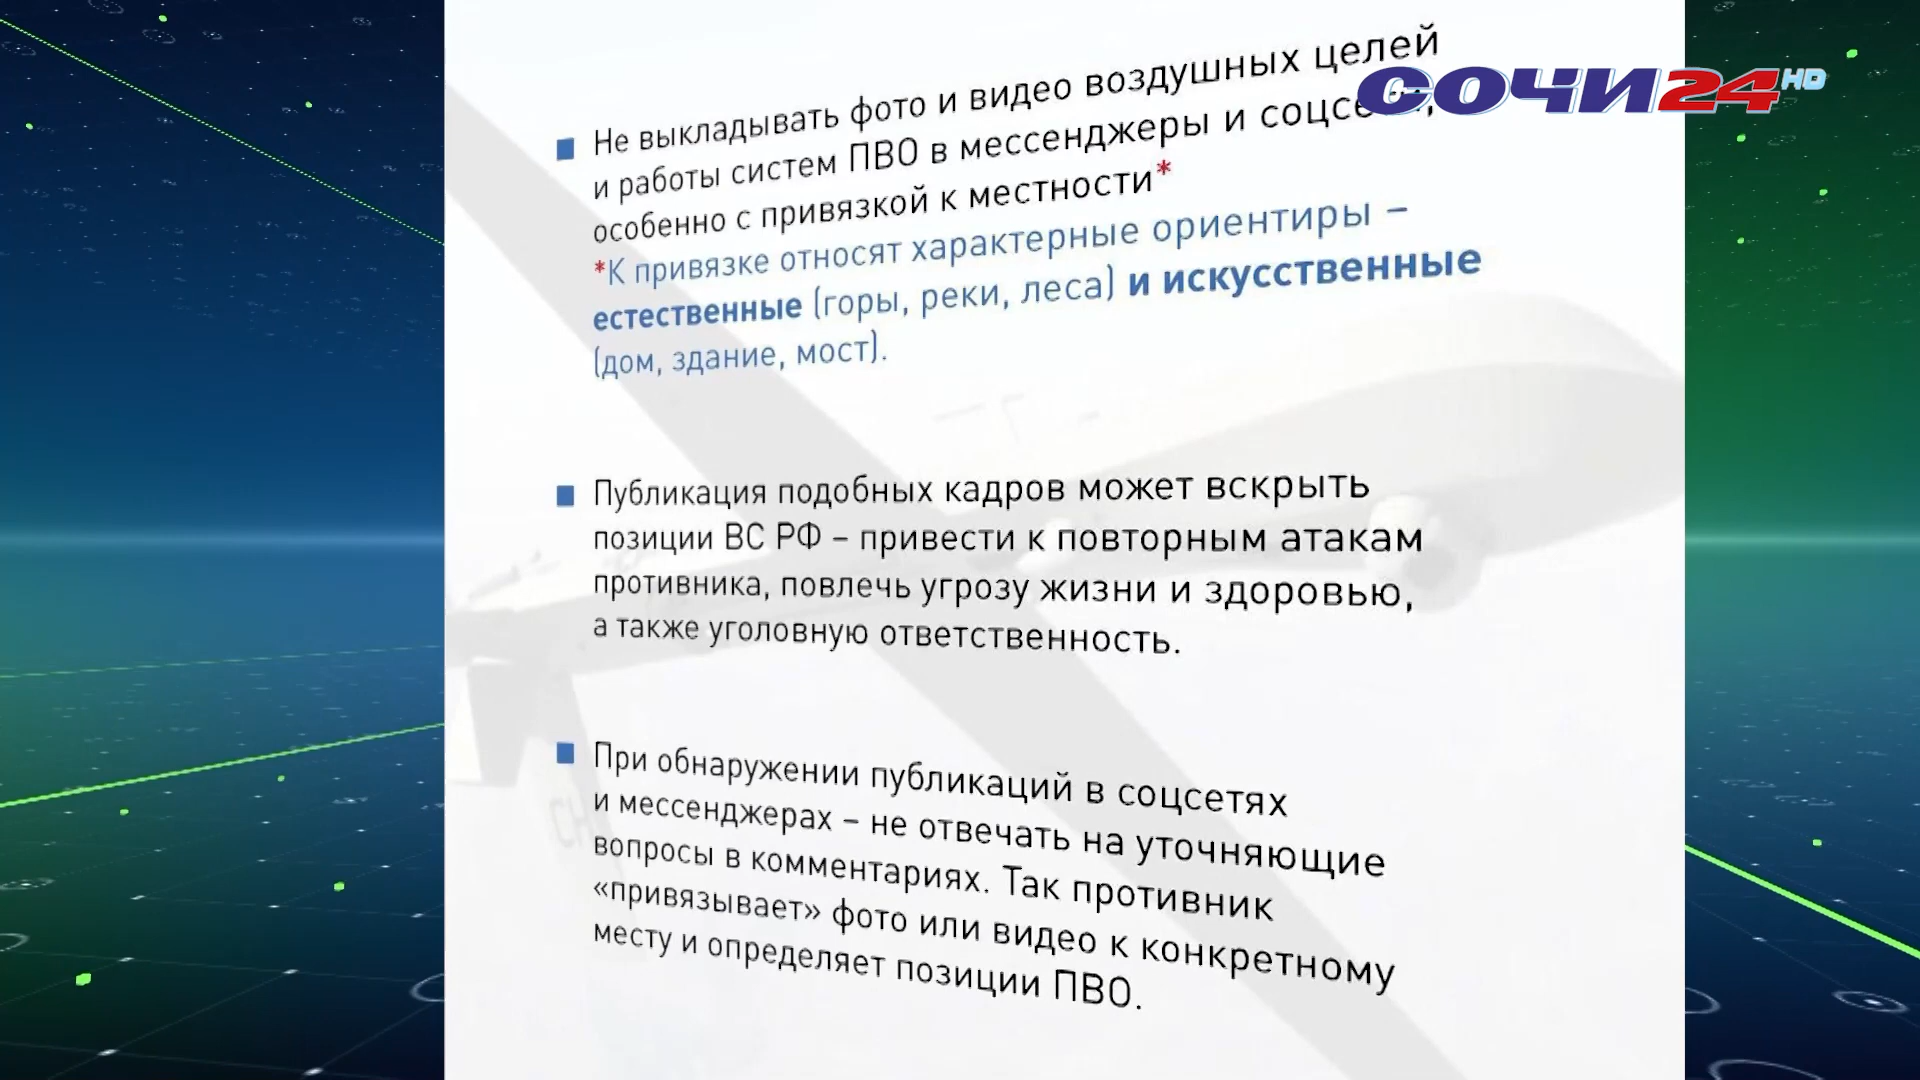 Не выкладывать фото и видео воздушных целей
и работы систем ПВО в мессенджеры и соцсети,
особенно с привязкой к местности*
*К привязке относят характерные ориентиры –
естественные (горы, реки, леса) и искусственные
(дом, здание, мост).
Публикация подобных кадров может вскрыть
позиции ВС РФ – привести к повторным атакам
противника, повлечь угрозу жизни и здоровью,
а также уголовную ответственность.
При обнаружении публикаций в соцсетях
и мессенджерах – не отвечать на уточняющие
вопросы в комментариях. Так противник
«привязывает» фото или видео к конкретному
месту и определяет позиции ПВО.
СОЧИ24 HD